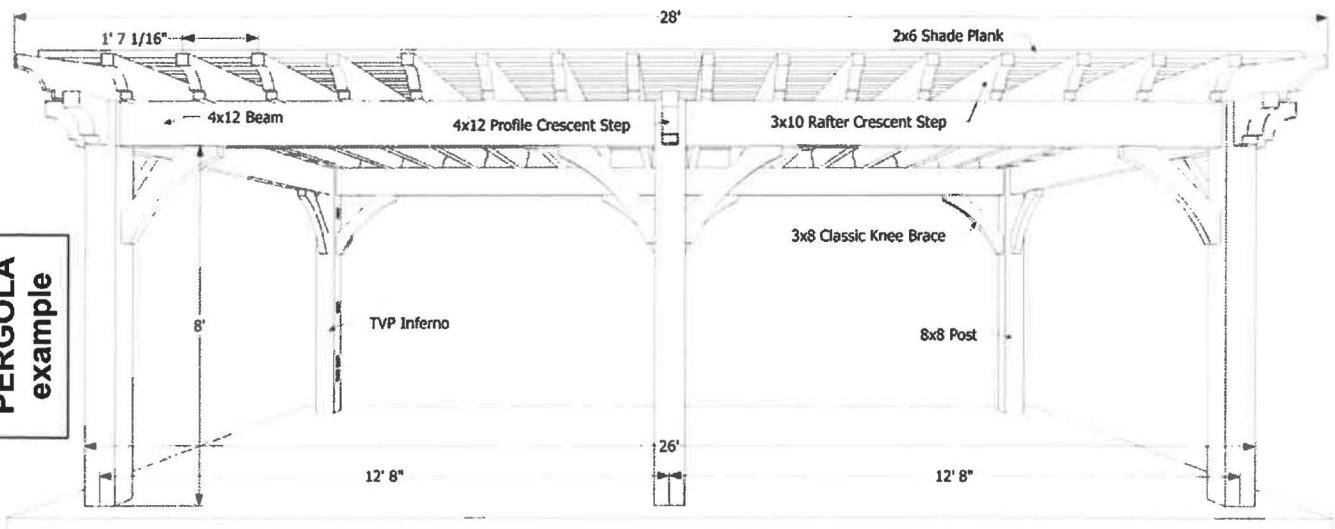 28'
1' 7 1/16"
2x6 Shade Plank
4x12 Beam
4x12 Profile Crescent Step
3x10 Rafter Crescent Step
3x8 Classic Knee Brace
PERGOLA
example
8'
TVP Inferno
8x8 Post
26'
12' 8"
12' 8"